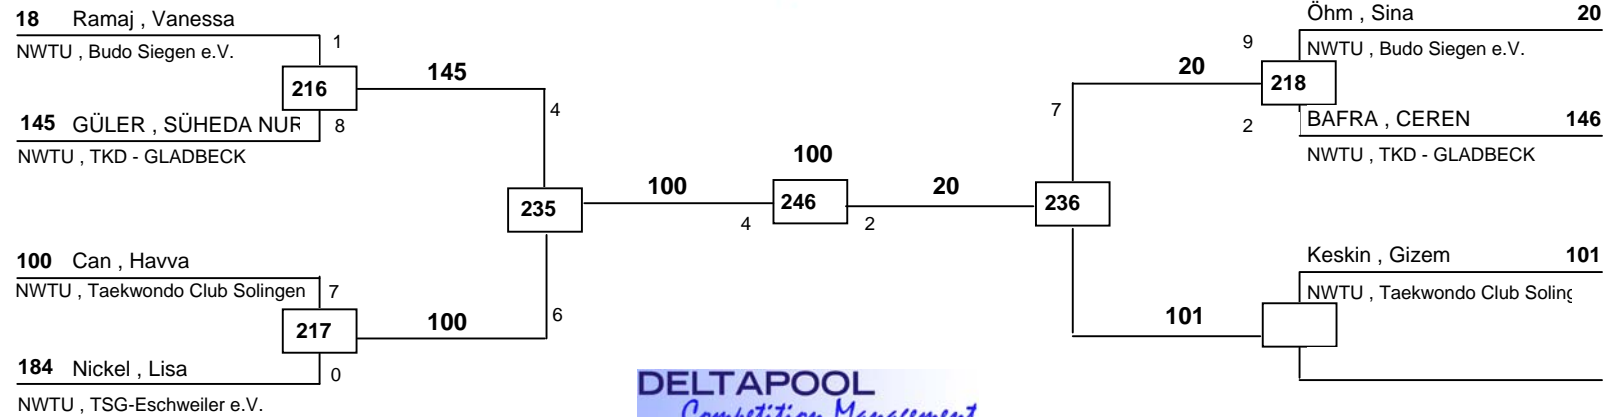 18 Ramaj , Vanessa
NWTU , Budo Siegen e.V.
1
216
145
145 GÜLER , SÜHEDA NUR
8
NWTU , TKD - GLADBECK
4
235
100
100 Can , Havva
NWTU , Taekwondo Club Solingen
7
217
100
6
184 Nickel , Lisa
0
NWTU , TSG-Eschweiler e.V.
100
246
4
2
20
236
7
20
9
218
2
Öhm , Sina 20
NWTU , Budo Siegen e.V.
BAFRA , CEREN 146
NWTU , TKD - GLADBECK
101
Keskin , Gizem 101
NWTU , Taekwondo Club Soling
DELTAPOOL
Competition Management